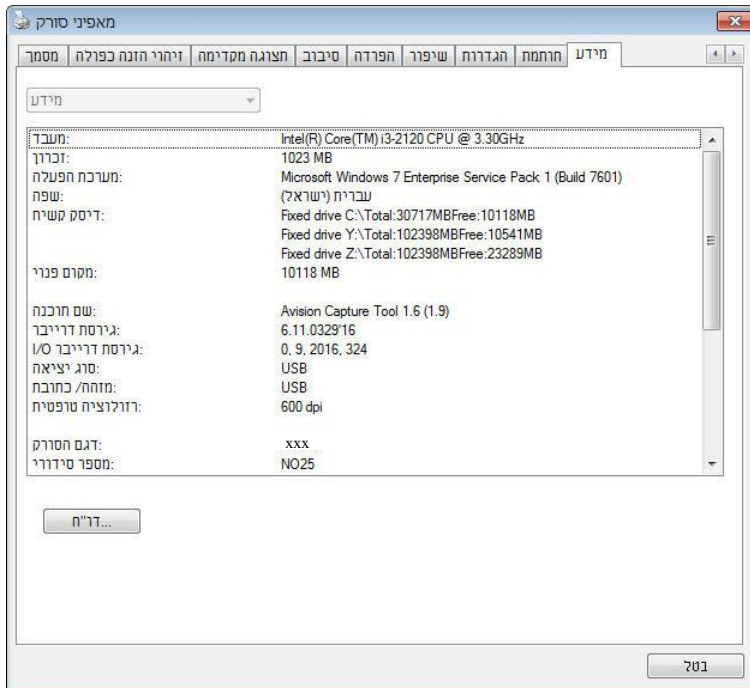 מאפיני סורק
מסמך זיהוי הזנה כפולה תצוגה מקדימה סיבוב הפרדה שיפור הגדרות חותמת מידע
מידע
מעבד: Intel(R) Core(TM) i3-2120 CPU @ 3.30GHz
זכרון: 1023 MB
מערכת הפעלה: Microsoft Windows 7 Enterprise Service Pack 1 (Build 7601)
שפה: עברית (ישראל)
דיסק קשיח: Fixed drive C:\Total:30717MBFree:10118MB
Fixed drive Y:\Total:102398MBFree:10541MB
Fixed drive Z:\Total:102398MBFree:23289MB
מקום פנוי: 10118 MB
שם תוכנה: Avision Capture Tool 1.6 (1.9)
גירסת דרייבר: 6.11.0329'16
גירסת דרייבר I/O: 0, 9, 2016, 324
סוג יציאה: USB
מזהה/ כתובת: USB
רזולוציה טופטית: 600 dpi
דגם הסורק: xxx
מספר סידורי: NO25
דו"ח...
בטל